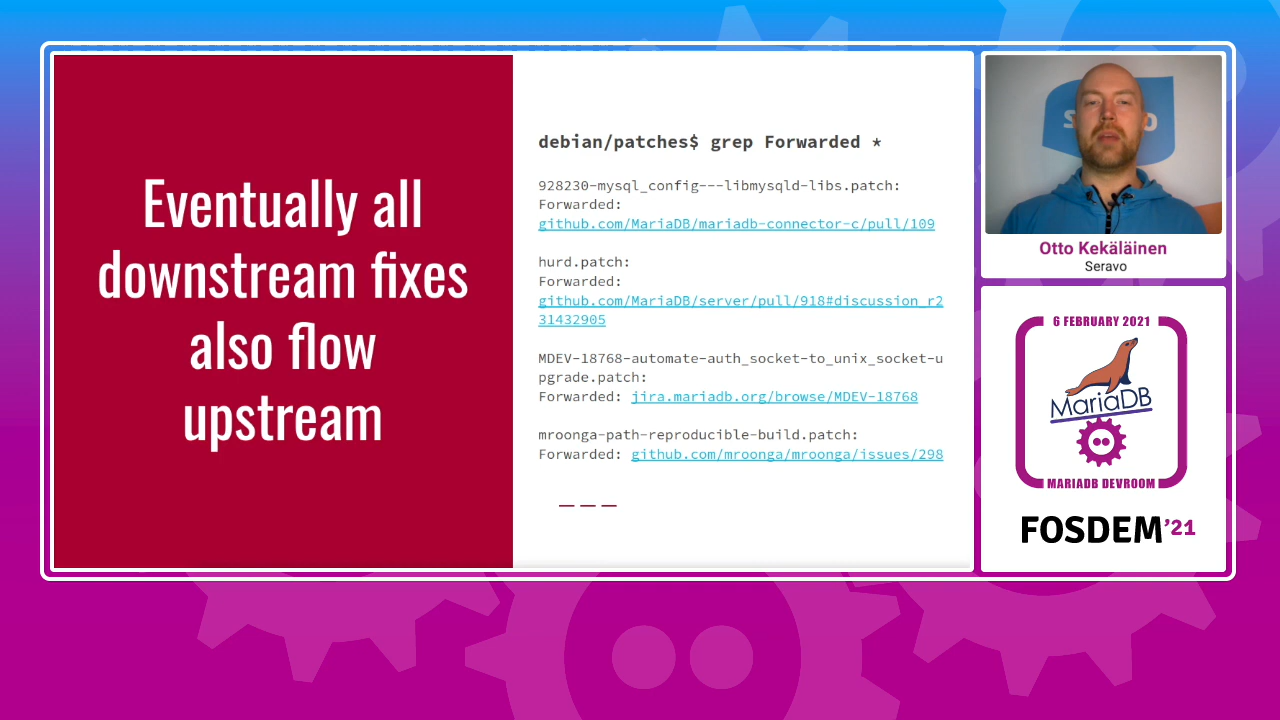 Eventually all
downstream fixes
also flow
upstream
debian/patches$ grep Forwarded *
928230-mysql_config---libmysqld-libs.patch:
Forwarded:
github.com/MariaDB/mariadb-connector-c/pull/109
hurd.patch:
Forwarded:
github.com/MariaDB/server/pull/918#discussion_r2
31432905
MDEV-18768-automate-auth_socket-to_unix_socket-u
pgrade.patch:
Forwarded: jira.mariadb.org/browse/MDEV-18768
mroonga-path-reproducible-build.patch:
Forwarded: github.com/mroonga/mroonga/issues/298
Otto Kekäläinen
Seravo
6 FEBRUARY 2021
MariaDB
MARIADB DEVROOM
FOSDEM'21